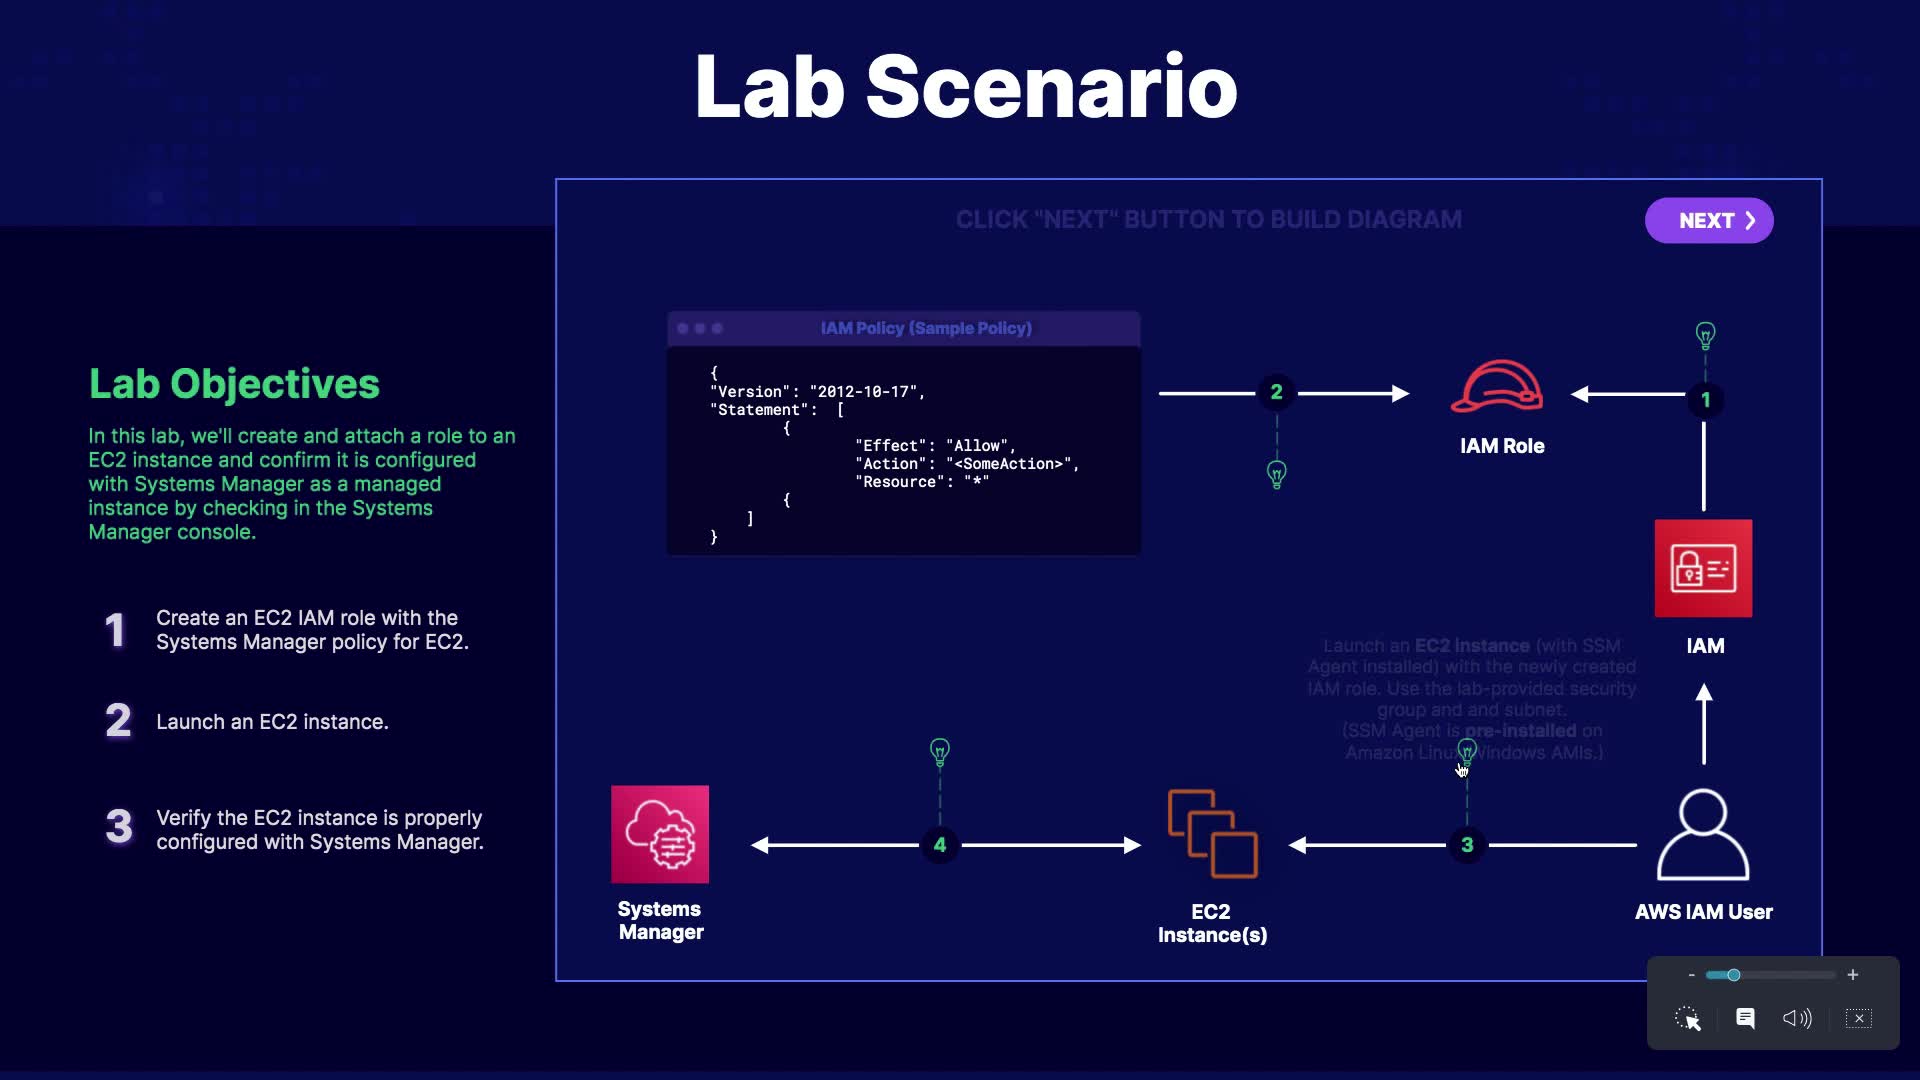 Lab Scenario
CLICK "NEXT" BUTTON TO BUILD DIAGRAM
NEXT
Lab Objectives
In this lab, we'll create and attach a role to an
EC2 instance and confirm it is configured
with Systems Manager as a managed
instance by checking in the Systems
Manager console.
1
Create an EC2 IAM role with the
Systems Manager policy for EC2.
2
Launch an EC2 instance.
3
Verify the EC2 instance is properly
configured with Systems Manager.
IAM Policy (Sample Policy)
{
"Version": "2012-10-17",
"Statement": [
{
"Effect": "Allow",
"Action": "<SomeAction>",
"Resource": "*"
{
]
}
2
IAM Role
1
IAM
Launch an EC2 instance (with SSM
Agent installed) with the newly created
IAM role. Use the lab-provided security
group and and subnet.
(SSM Agent is pre-installed on
Amazon Linux Windows AMIs.)
Systems
Manager
4
EC2
Instance(s)
3
AWS IAM User
- +